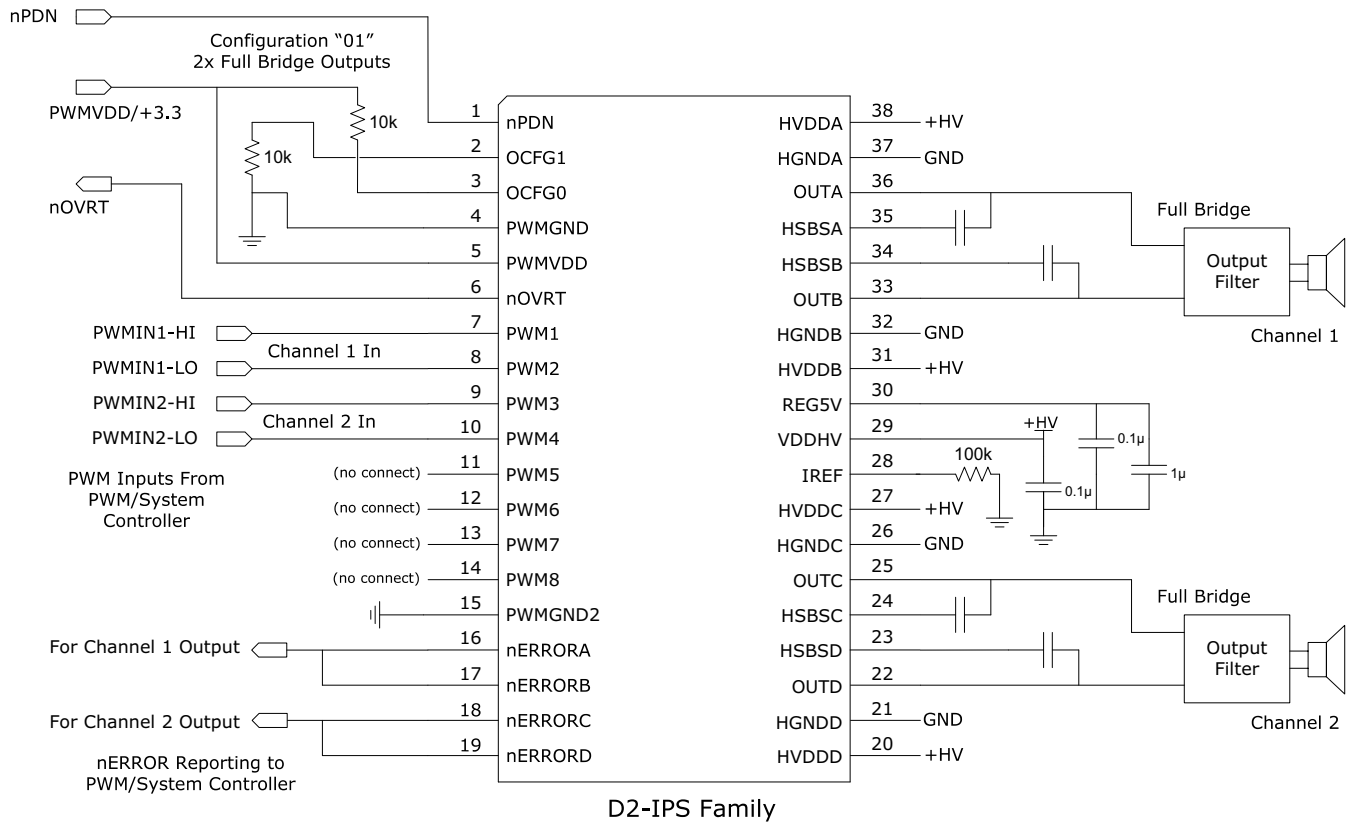 nPDN
Configuration “01”
2x Full Bridge Outputs
PWMVDD/+3.3
10k
10k
nOVRT
PWMIN1-HI
Channel 1 In
PWMIN1-LO
PWMIN2-HI
Channel 2 In
PWMIN2-LO
PWM Inputs From
PWM/System
Controller
(no connect)
(no connect)
(no connect)
(no connect)
For Channel 1 Output
For Channel 2 Output
nERROR Reporting to
PWM/System Controller
1 nPDN
2 OCFG1
3 OCFG0
4 PWMGND
5 PWMVDD
6 nOVRT
7 PWM1
8 PWM2
9 PWM3
10 PWM4
11 PWM5
12 PWM6
13 PWM7
14 PWM8
15 PWMGND2
16 nERRORA
17 nERRORB
18 nERRORC
19 nERRORD
HVDDA 38 +HV
HGNDA 37 GND
OUTA 36
HSBSA 35
HSBSB 34
OUTB 33
HGNDB 32 GND
HVDDB 31 +HV
REG5V 30
VDDHV 29
IREF 28
HVDDC 27 +HV
HGNDC 26 GND
OUTC 25
HSBSC 24
HSBSD 23
OUTD 22
HGNDD 21 GND
HVDDD 20 +HV
Full Bridge
Output
Filter
Channel 1
+HV
0.1µ
1µ
100k
0.1µ
Full Bridge
Output
Filter
Channel 2
D2-IPS Family